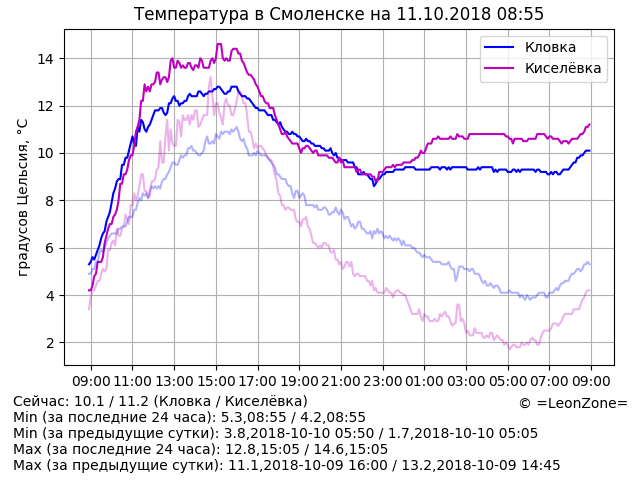 Температура в Смоленске на 11.10.2018 08:55
Кловка
Киселёвка
градусов Цельсия, °C
14
12
10
8
6
4
2
09:00 11:00 13:00 15:00 17:00 19:00 21:00 23:00 01:00 03:00 05:00 07:00 09:00
Сейчас: 10.1 / 11.2 (Кловка / Киселёвка)
© =LeonZone=
Min (за последние 24 часа): 5.3,08:55 / 4.2,08:55
Min (за предыдущие сутки): 3.8,2018-10-10 05:50 / 1.7,2018-10-10 05:05
Max (за последние 24 часа): 12.8,15:05 / 14.6,15:05
Max (за предыдущие сутки): 11.1,2018-10-09 16:00 / 13.2,2018-10-09 14:45